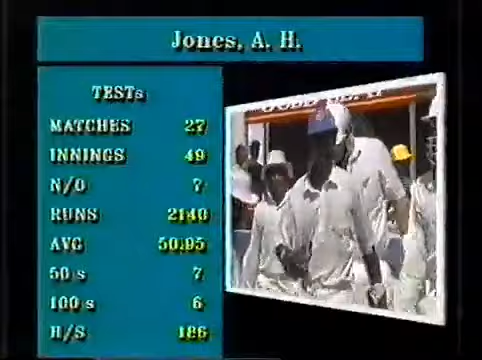 Jones, A. H.
TESTs
MATCHES 27
INNINGS 49
N/O 7
RUNS 2140
AVG 50.95
50 s 7
100 s 6
H/S 186